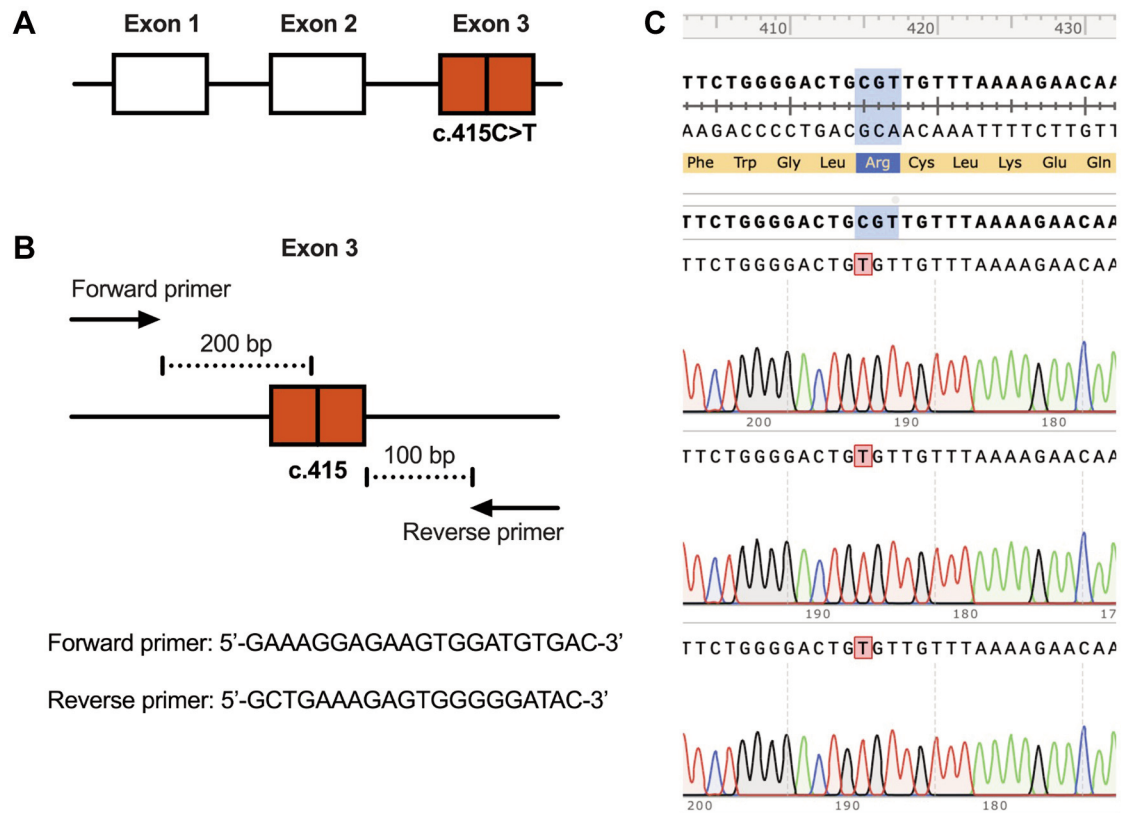 A
Exon 1 Exon 2 Exon 3
c.415C>T
B
Exon 3
Forward primer
200 bp
c.415
100 bp
Reverse primer
Forward primer: 5’-GAAAGGAGAAGTGGATGTGAC-3’
Reverse primer: 5’-GCTGAAAGAGTGGGGGATAC-3’
C
410 420 430
TTCTGGGGACTGCGTTGTTTAAAAGAACAA
AAGACCCCTGACGCAACAAATTTTCTTGTT
Phe Trp Gly Leu Arg Cys Leu Lys Glu Gln
TTCTGGGGACTGCGTTGTTTAAAAGAACAA
TTCTGGGGACTGTGTTGTTTAAAAGAACAA
200 190 180
TTCTGGGGACTGTGTTGTTTAAAAGAACAA
190 180 17
TTCTGGGGACTGTGTTGTTTAAAAGAACAA
200 190 180